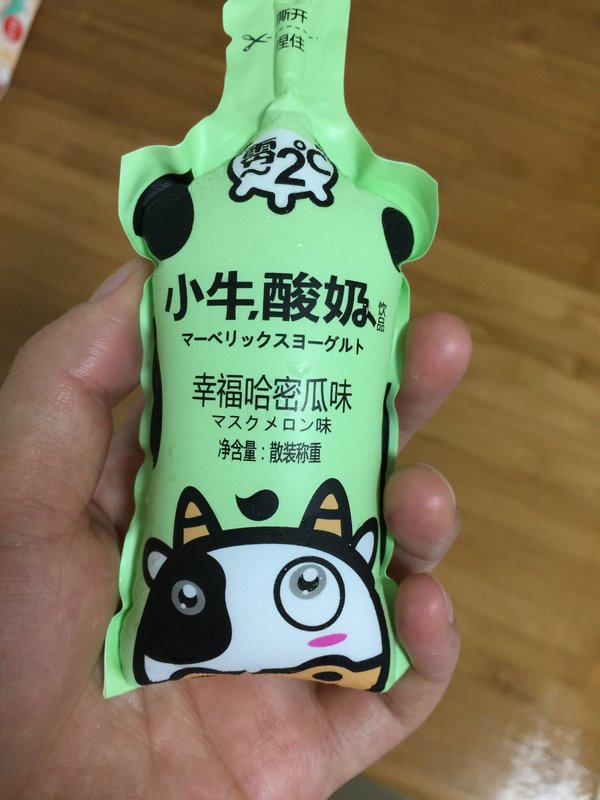 撕开
捏住
零
~2℃
小牛酸奶
饮品
マーベリックスヨーグルト
幸福哈密瓜味
マスクメロン味
净含量：散装称重